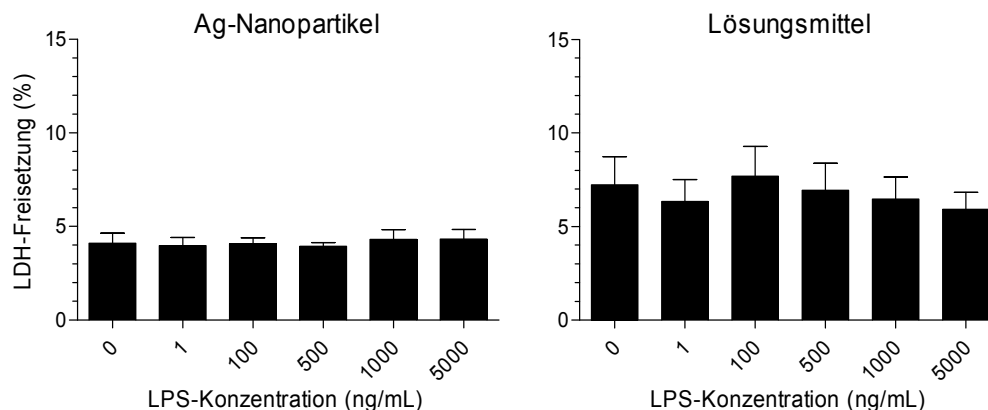 Ag-Nanopartikel
LDH-Freisetzung (%)
15
10
5
0
0 1 100 500 1000 5000
LPS-Konzentration (ng/mL)
Lösungsmittel
15
10
5
0
0 1 100 500 1000 5000
LPS-Konzentration (ng/mL)